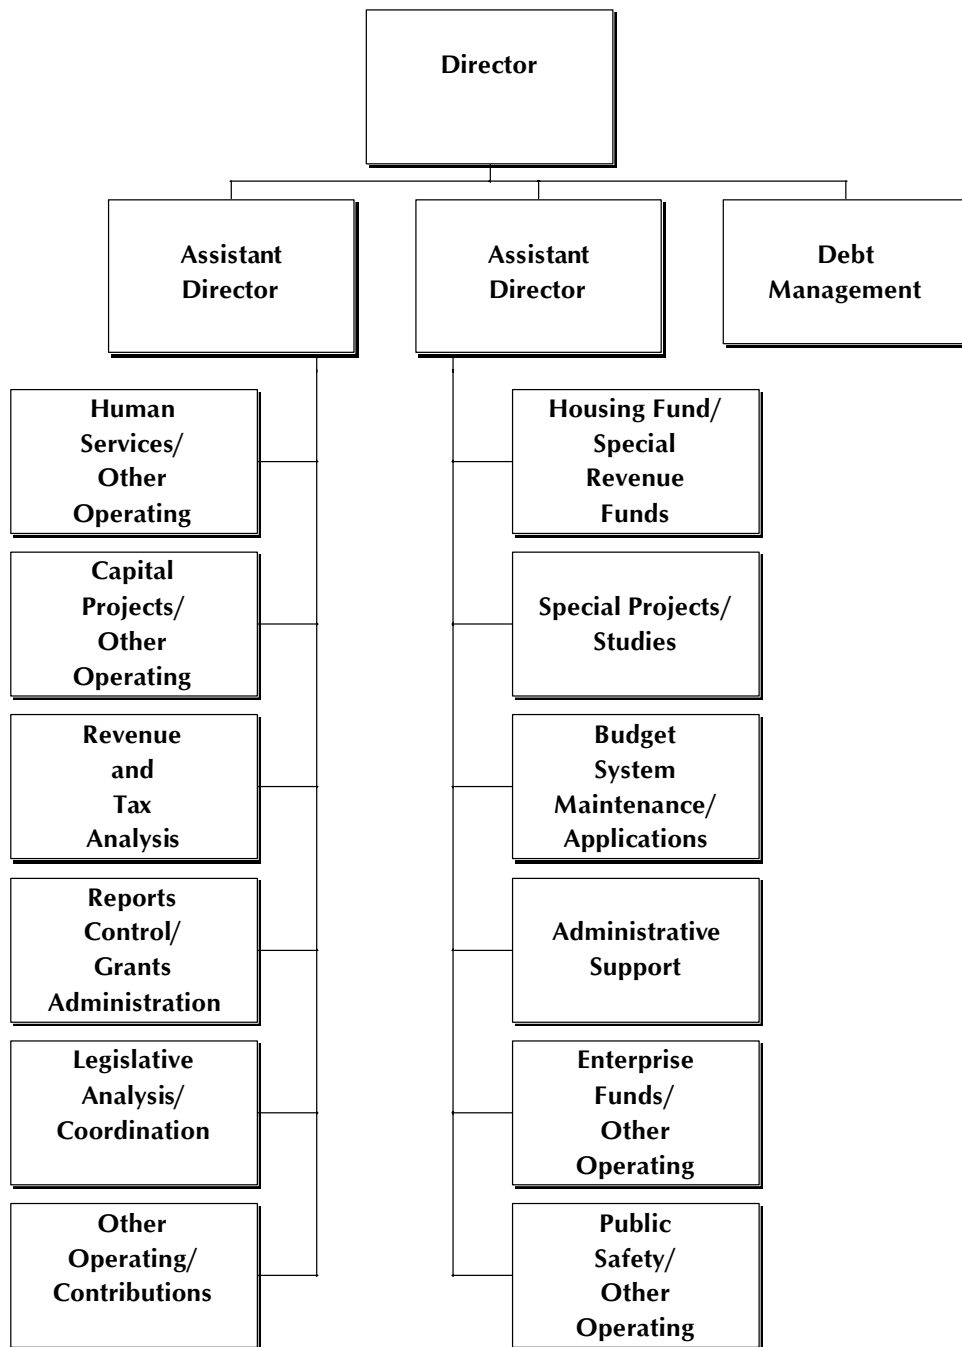 Director
Assistant
Director
Assistant
Director
Debt
Management
Human
Services/
Other
Operating
Housing Fund/
Special
Revenue
Funds
Capital
Projects/
Other
Operating
Special Projects/
Studies
Revenue
and
Tax
Analysis
Budget
System
Maintenance/
Applications
Reports
Control/
Grants
Administration
Administrative
Support
Legislative
Analysis/
Coordination
Enterprise
Funds/
Other
Operating
Other
Operating/
Contributions
Public
Safety/
Other
Operating